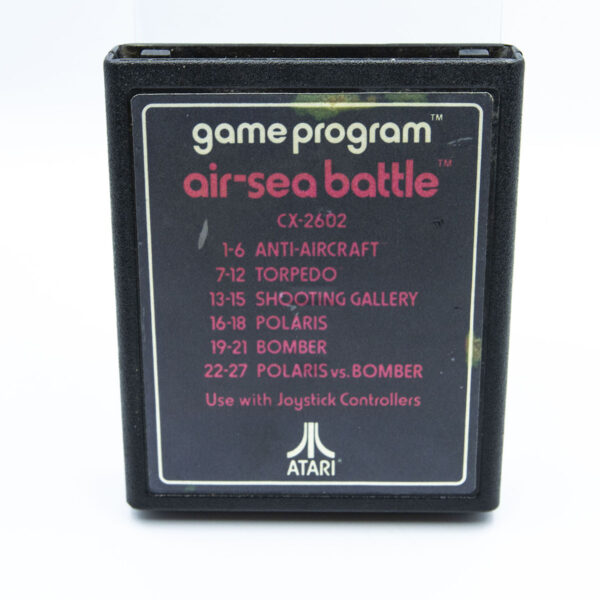 game program™
air-sea battle™
CX-2602
1-6 ANTI-AIRCRAFT
7-12 TORPEDO
13-15 SHOOTING GALLERY
16-18 POLARIS
19-21 BOMBER
22-27 POLARIS vs. BOMBER
Use with Joystick Controllers
ATARI®